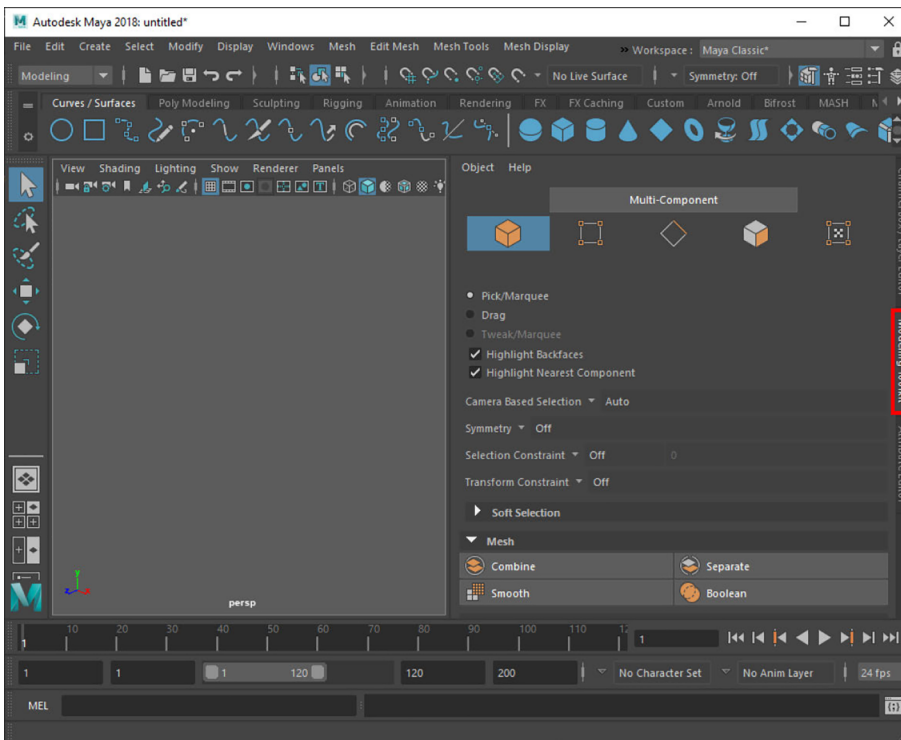 Autodesk Maya 2018: untitled*
File Edit Create Select Modify Display Windows Mesh Edit Mesh Mesh Tools Mesh Display >> Workspace : Maya Classic*
Modeling No Live Surface Symmetry: Off
Curves / Surfaces Poly Modeling Sculpting Rigging Animation Rendering FX FX Caching Custom Arnold Bifrost MASH
View Shading Lighting Show Renderer Panels
Object Help
Multi-Component
Pick/Marquee
Drag
Tweak/Marquee
Highlight Backfaces
Highlight Nearest Component
Camera Based Selection Auto
Symmetry Off
Selection Constraint Off 0
Transform Constraint Off
Soft Selection
Mesh
Combine Separate
Smooth Boolean
y
z x
persp
Modeling Toolkit
10 20 30 40 50 60 70 80 90 100 110 12
1 1
1 1 1 120 120 200 No Character Set No Anim Layer 24 fps
MEL